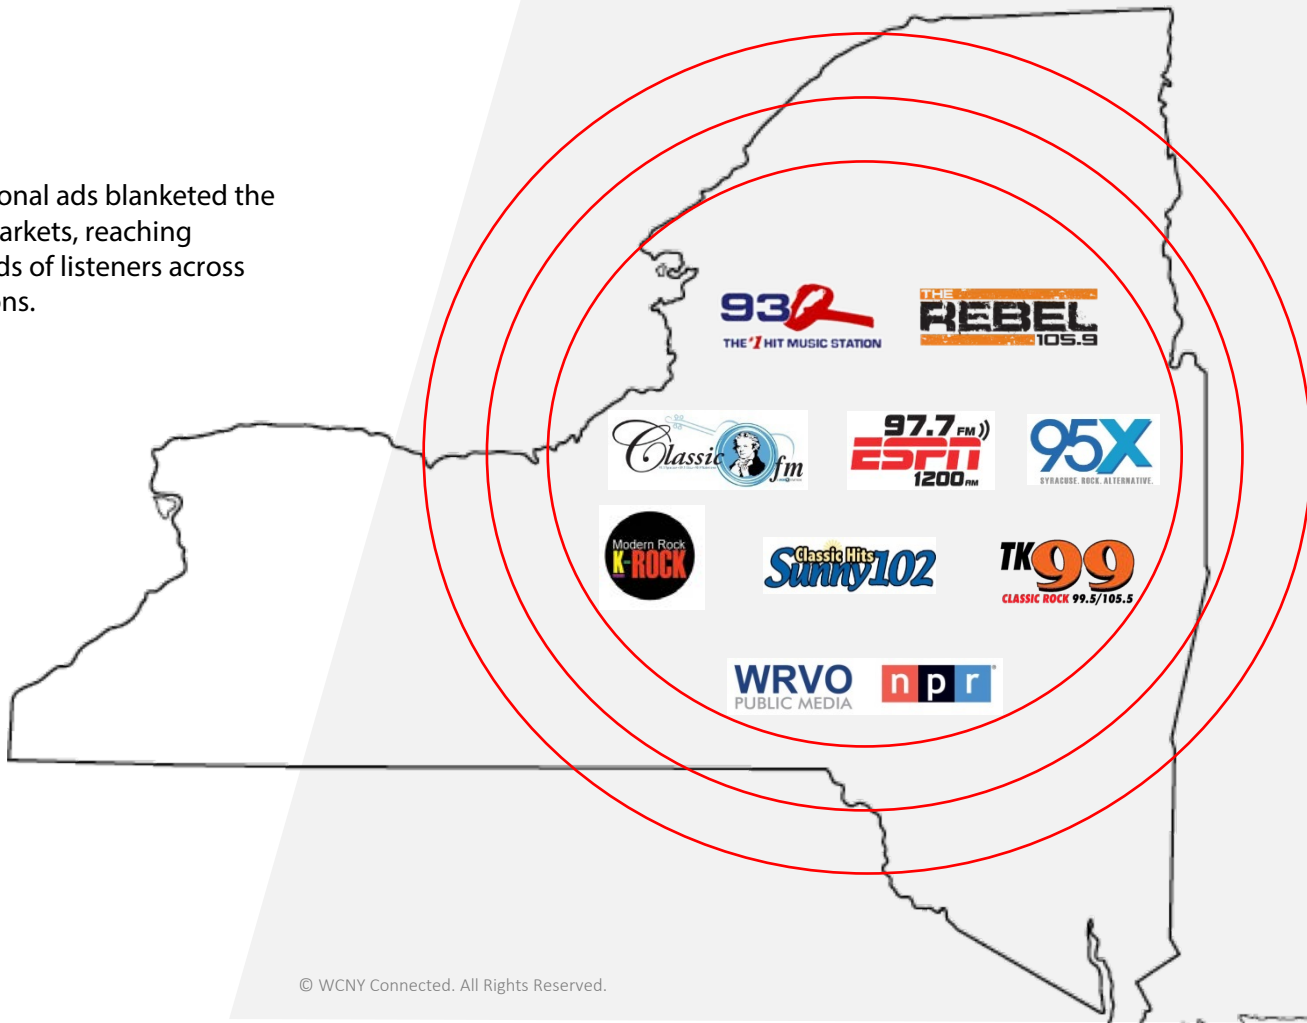 onal ads blanketed the
arkets, reaching
ds of listeners across
ons.
93Q
THE #1 HIT MUSIC STATION
THE
REBEL
105.9
Classic fm
97.7 FM
ESPN
1200 AM
95X
SYRACUSE. ROCK. ALTERNATIVE.
Modern Rock
K-ROCK
Classic Hits
Sunny 102
TK99
CLASSIC ROCK 99.5/105.5
WRVO
PUBLIC MEDIA
npr
© WCNY Connected. All Rights Reserved.